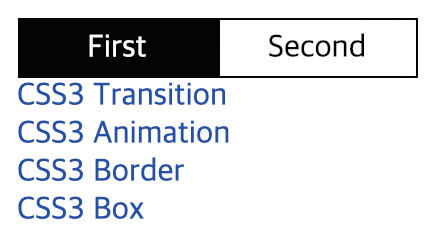 First Second
CSS3 Transition
CSS3 Animation
CSS3 Border
CSS3 Box